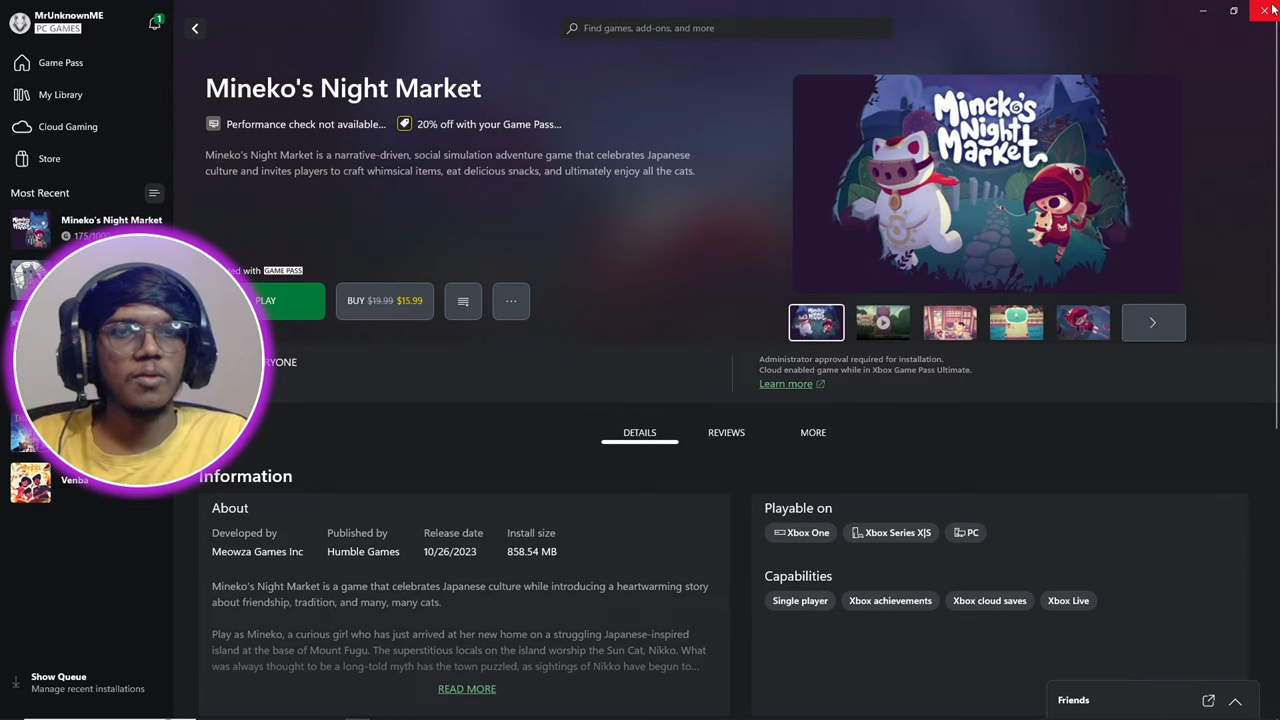 MrUnknownME
PC GAMES
1
Game Pass
My Library
Cloud Gaming
Store
Most Recent
Mineko's Night Market
175/1000
Venba
Show Queue
Manage recent installations
Find games, add-ons, and more
Mineko's Night Market
Performance check not available...
20% off with your Game Pass...
Mineko's Night Market is a narrative-driven, social simulation adventure game that celebrates Japanese
culture and invites players to craft whimsical items, eat delicious snacks, and ultimately enjoy all the cats.
with GAME PASS
PLAY
BUY $19.99 $15.99
...
Mineko's
Night
Market
Administrator approval required for installation.
Cloud enabled game while in Xbox Game Pass Ultimate.
Learn more
DETAILS
REVIEWS
MORE
Information
About
Developed by
Published by
Release date
Install size
Meowza Games Inc
Humble Games
10/26/2023
858.54 MB
Mineko's Night Market is a game that celebrates Japanese culture while introducing a heartwarming story
about friendship, tradition, and many, many cats.
Play as Mineko, a curious girl who has just arrived at her new home on a struggling Japanese-inspired
island at the base of Mount Fugu. The superstitious locals on the island worship the Sun Cat, Nikko. What
was always thought to be a long-told myth has the town puzzled, as sightings of Nikko have begun to...
READ MORE
Playable on
Xbox One
Xbox Series X|S
PC
Capabilities
Single player
Xbox achievements
Xbox cloud saves
Xbox Live
Friends